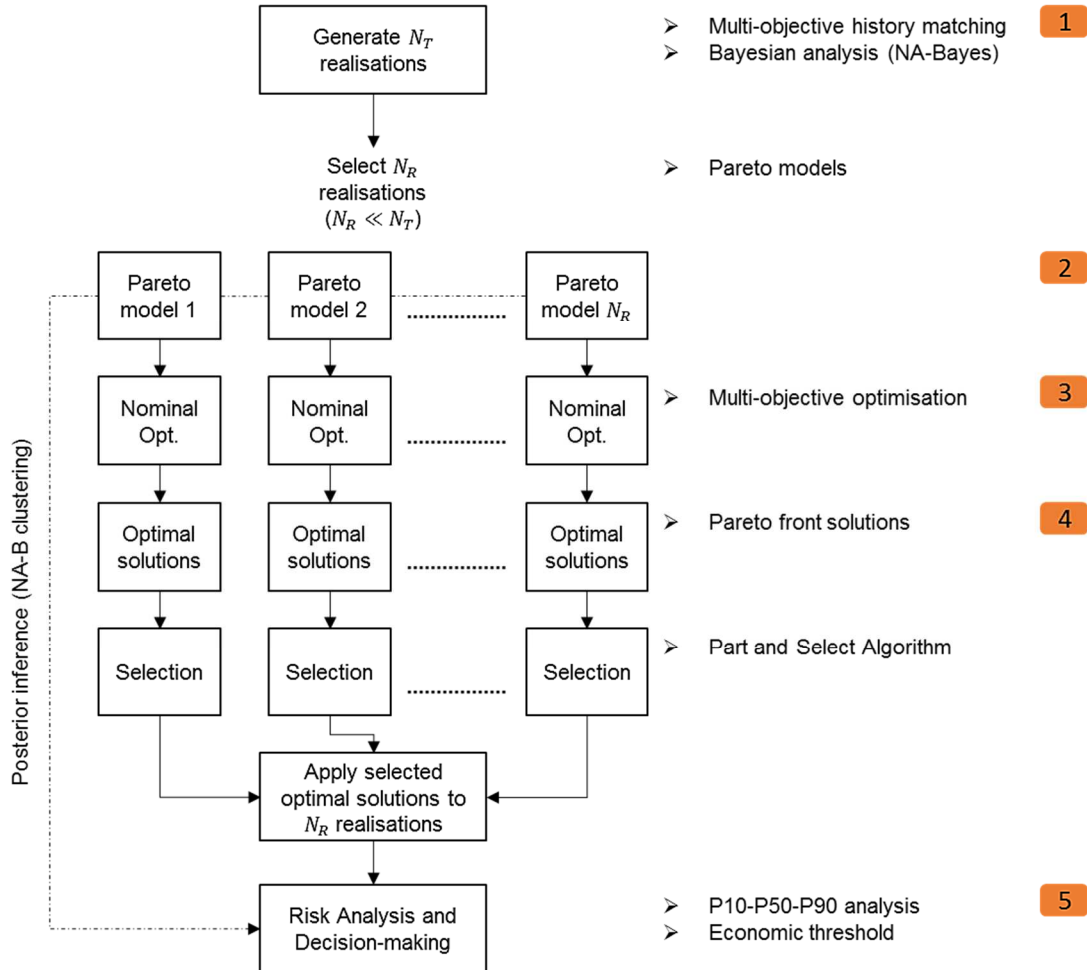 Generate N_T
realisations
➢ Multi-objective history matching
➢ Bayesian analysis (NA-Bayes)
1
Select N_R
realisations
(N_R ≪ N_T)
➢ Pareto models
Pareto
model 1
Pareto
model 2
Pareto
model N_R
2
Nominal
Opt.
Nominal
Opt.
Nominal
Opt.
➢ Multi-objective optimisation
3
Optimal
solutions
Optimal
solutions
Optimal
solutions
➢ Pareto front solutions
4
Selection
Selection
Selection
➢ Part and Select Algorithm
Posterior inference (NA-B clustering)
Apply selected
optimal solutions to
N_R realisations
Risk Analysis and
Decision-making
➢ P10-P50-P90 analysis
➢ Economic threshold
5